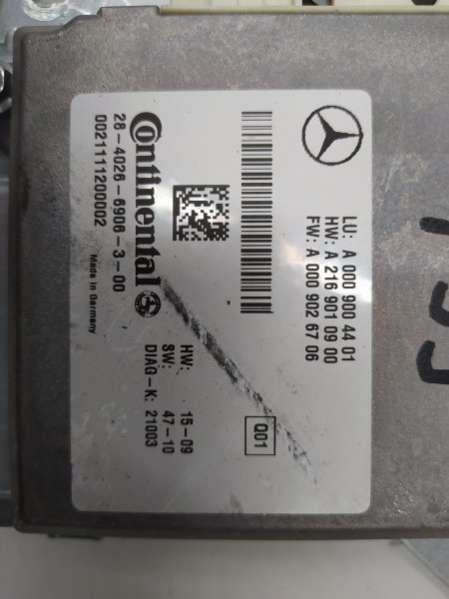 LU: A 000 900 44 01
HW: A 216 901 09 00
FW: A 000 902 67 06
Continental
28-4026-6906-3-00
0021111200002
Made in Germany
HW: 15-09
SW: 47-10
DIAG-K: 21003
Q01